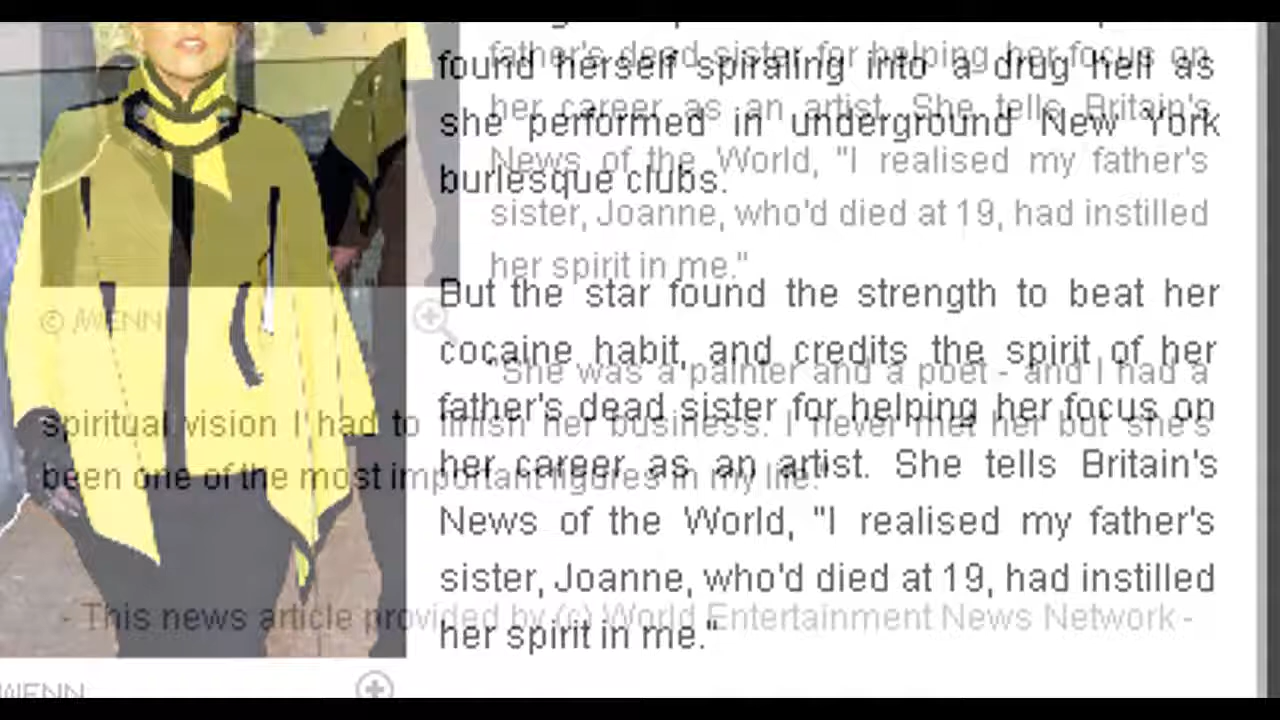 found herself spiraling into a drug hell as
she performed in underground New York
burlesque clubs.
But the star found the strength to beat her
cocaine habit, and credits the spirit of her
father's dead sister for helping her focus on
her career as an artist. She tells Britain's
News of the World, "I realised my father's
sister, Joanne, who'd died at 19, had instilled
her spirit in me."
WENN
father's dead sister for helping her focus on
her career as an artist. She tells Britain's
News of the World, "I realised my father's
sister, Joanne, who'd died at 19, had instilled
her spirit in me."
© WENN
"She was a painter and a poet - and I had a
spiritual vision I had to finish her business. I never met her but she's
been one of the most important figures in my life."
- This news article provided by (c) World Entertainment News Network -